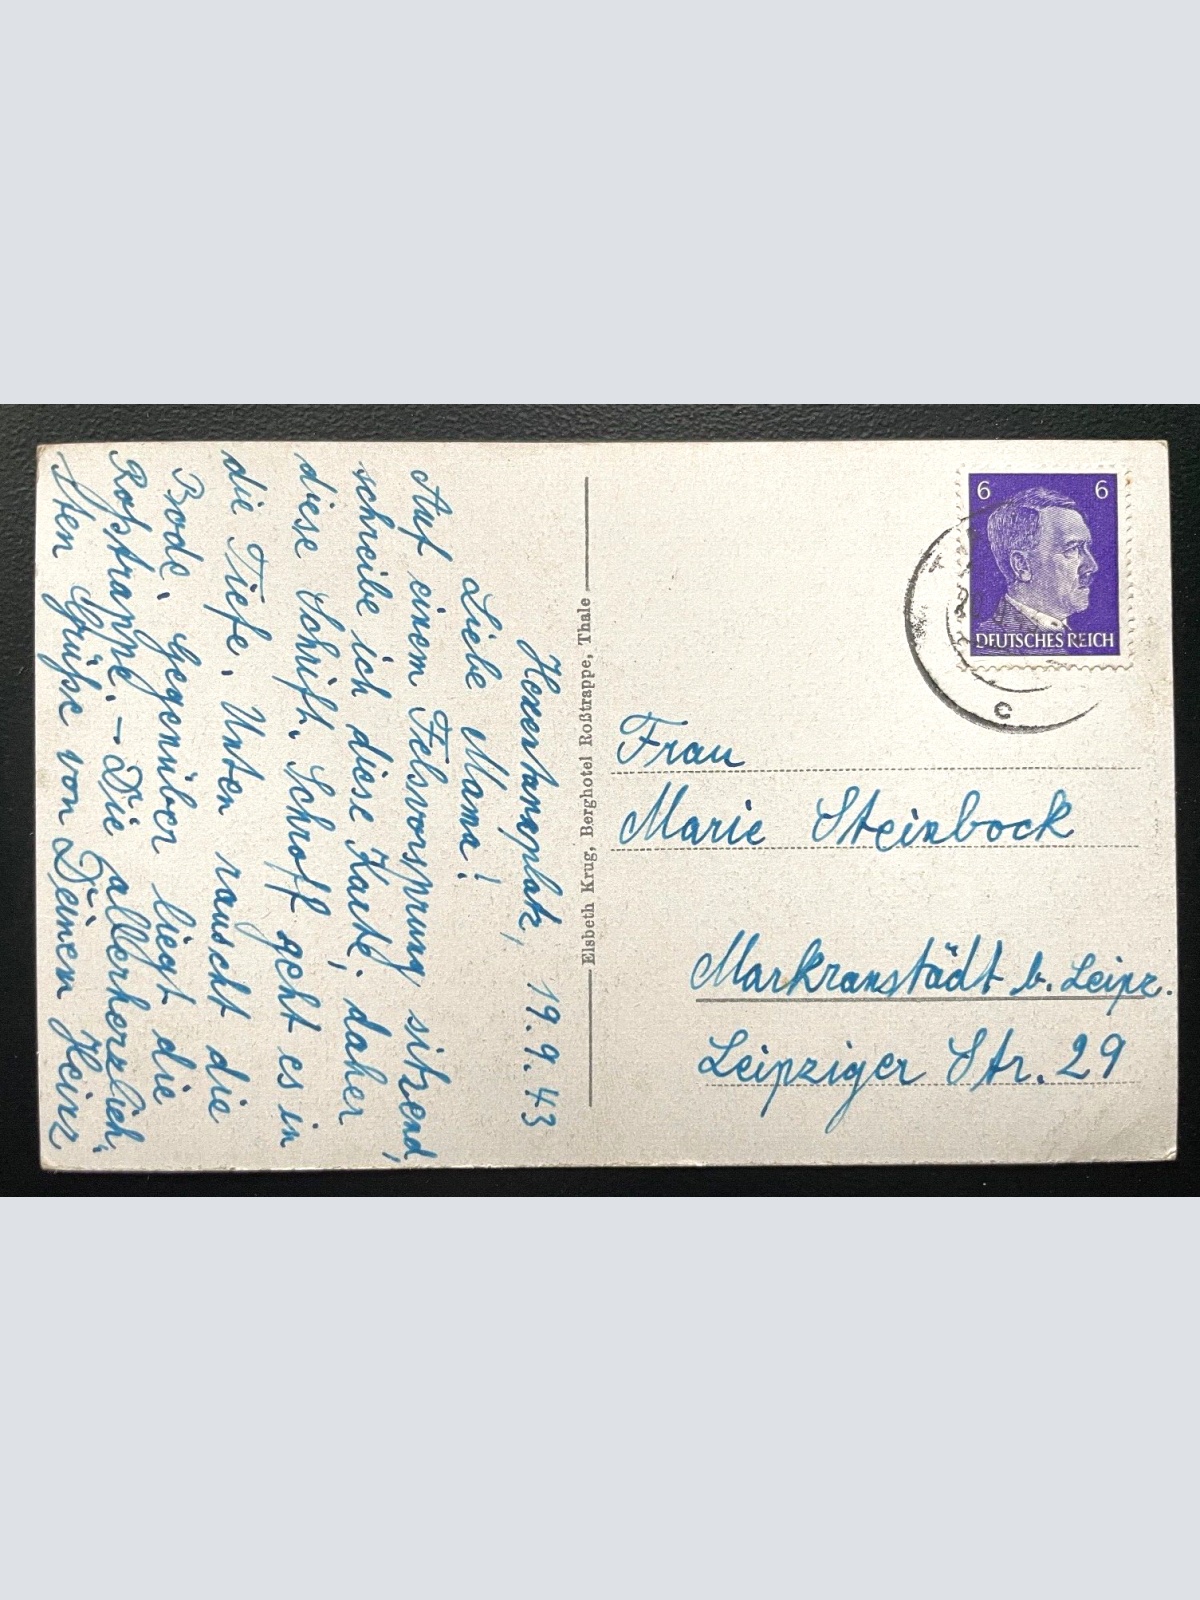 Hexentanzplatz, 19.9.43
Liebe Mama!
Auf einem Felsvorsprung sitzend,
schreibe ich diese Karte, daher
diese Schrift. Schroff geht es in
die Tiefe. Unten rauscht die
Bode. Gegenüber liegt die
Roßtrappe. – Die allerherzlich-
sten Grüße von Deinem Heinz
Elsbeth Krug, Berghotel Roßtrappe, Thale
6 6
DEUTSCHES REICH
c
Frau
Marie Steinbock
Markranstädt b. Leipz.
Leipziger Str. 29